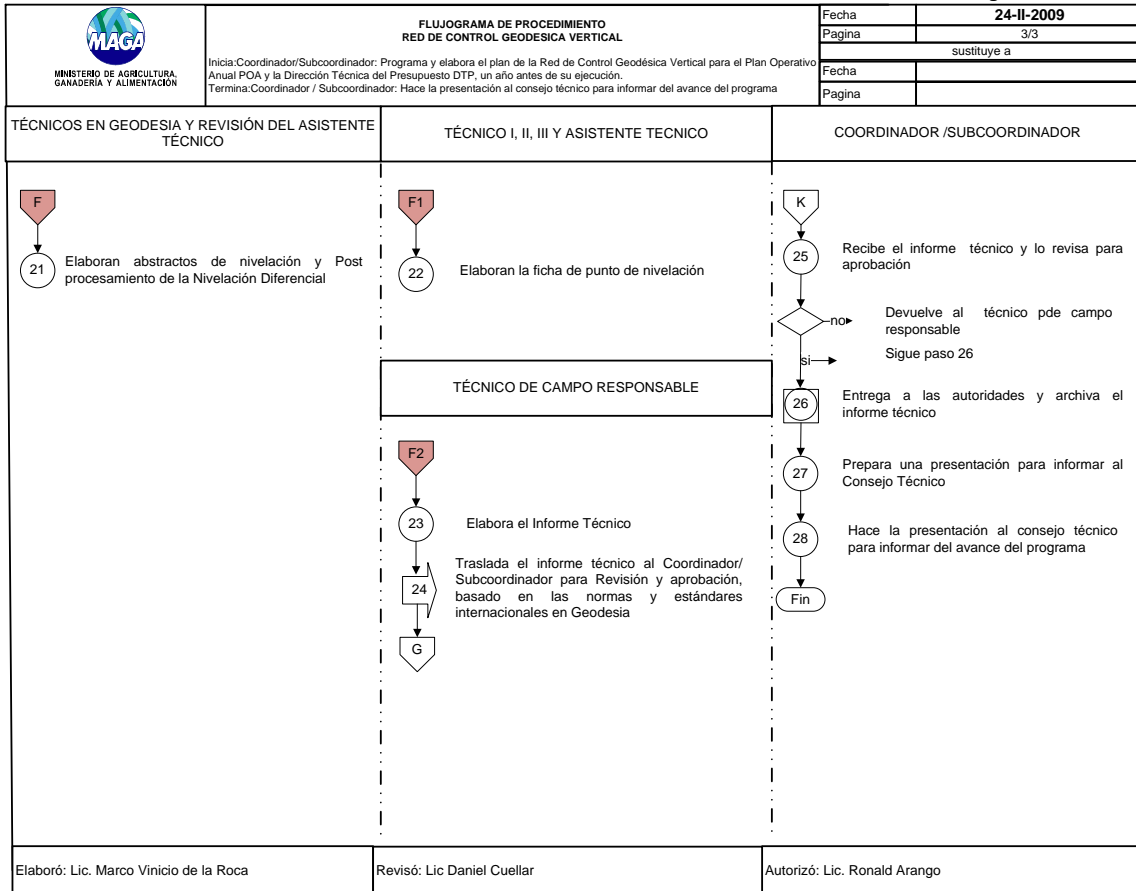 MAGA
MINISTERIO DE AGRICULTURA,
GANADERÍA Y ALIMENTACIÓN
FLUJOGRAMA DE PROCEDIMIENTO
RED DE CONTROL GEODESICA VERTICAL
Inicia:Coordinador/Subcoordinador: Programa y elabora el plan de la Red de Control Geodésica Vertical para el Plan Operativo
Anual POA y la Dirección Técnica del Presupuesto DTP, un año antes de su ejecución.
Termina:Coordinador / Subcoordinador: Hace la presentación al consejo técnico para informar del avance del programa
Fecha 24-II-2009
Pagina 3/3
sustituye a
Fecha
Pagina
TÉCNICOS EN GEODESIA Y REVISIÓN DEL ASISTENTE
TÉCNICO
TÉCNICO I, II, III Y ASISTENTE TECNICO
COORDINADOR /SUBCOORDINADOR
F
21
Elaboran abstractos de nivelación y Post
procesamiento de la Nivelación Diferencial
F1
22
Elaboran la ficha de punto de nivelación
TÉCNICO DE CAMPO RESPONSABLE
F2
23
Elabora el Informe Técnico
24
Traslada el informe técnico al Coordinador/
Subcoordinador para Revisión y aprobación,
basado en las normas y estándares
internacionales en Geodesia
G
K
25
Recibe el informe técnico y lo revisa para
aprobación
no
Devuelve al técnico pde campo
responsable
si
Sigue paso 26
26
Entrega a las autoridades y archiva el
informe técnico
27
Prepara una presentación para informar al
Consejo Técnico
28
Hace la presentación al consejo técnico
para informar del avance del programa
Fin
Elaboró: Lic. Marco Vinicio de la Roca
Revisó: Lic Daniel Cuellar
Autorizó: Lic. Ronald Arango